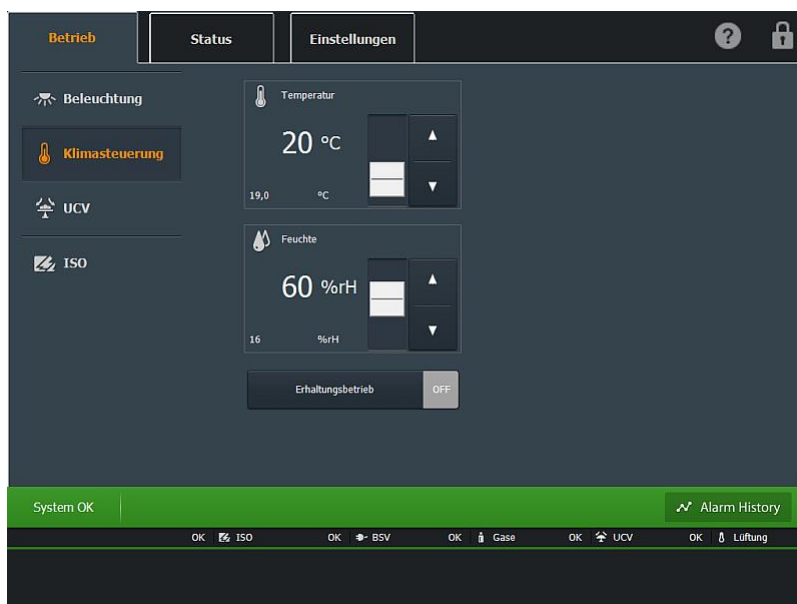 Betrieb
Status
Einstellungen
?
Beleuchtung
Klimasteuerung
UCV
ISO
Temperatur
20 °C
19,0 °C
Feuchte
60 %rH
16 %rH
Erhaltungsbetrieb OFF
System OK
Alarm History
OK ISO OK BSV OK Gase OK UCV OK Lüftung